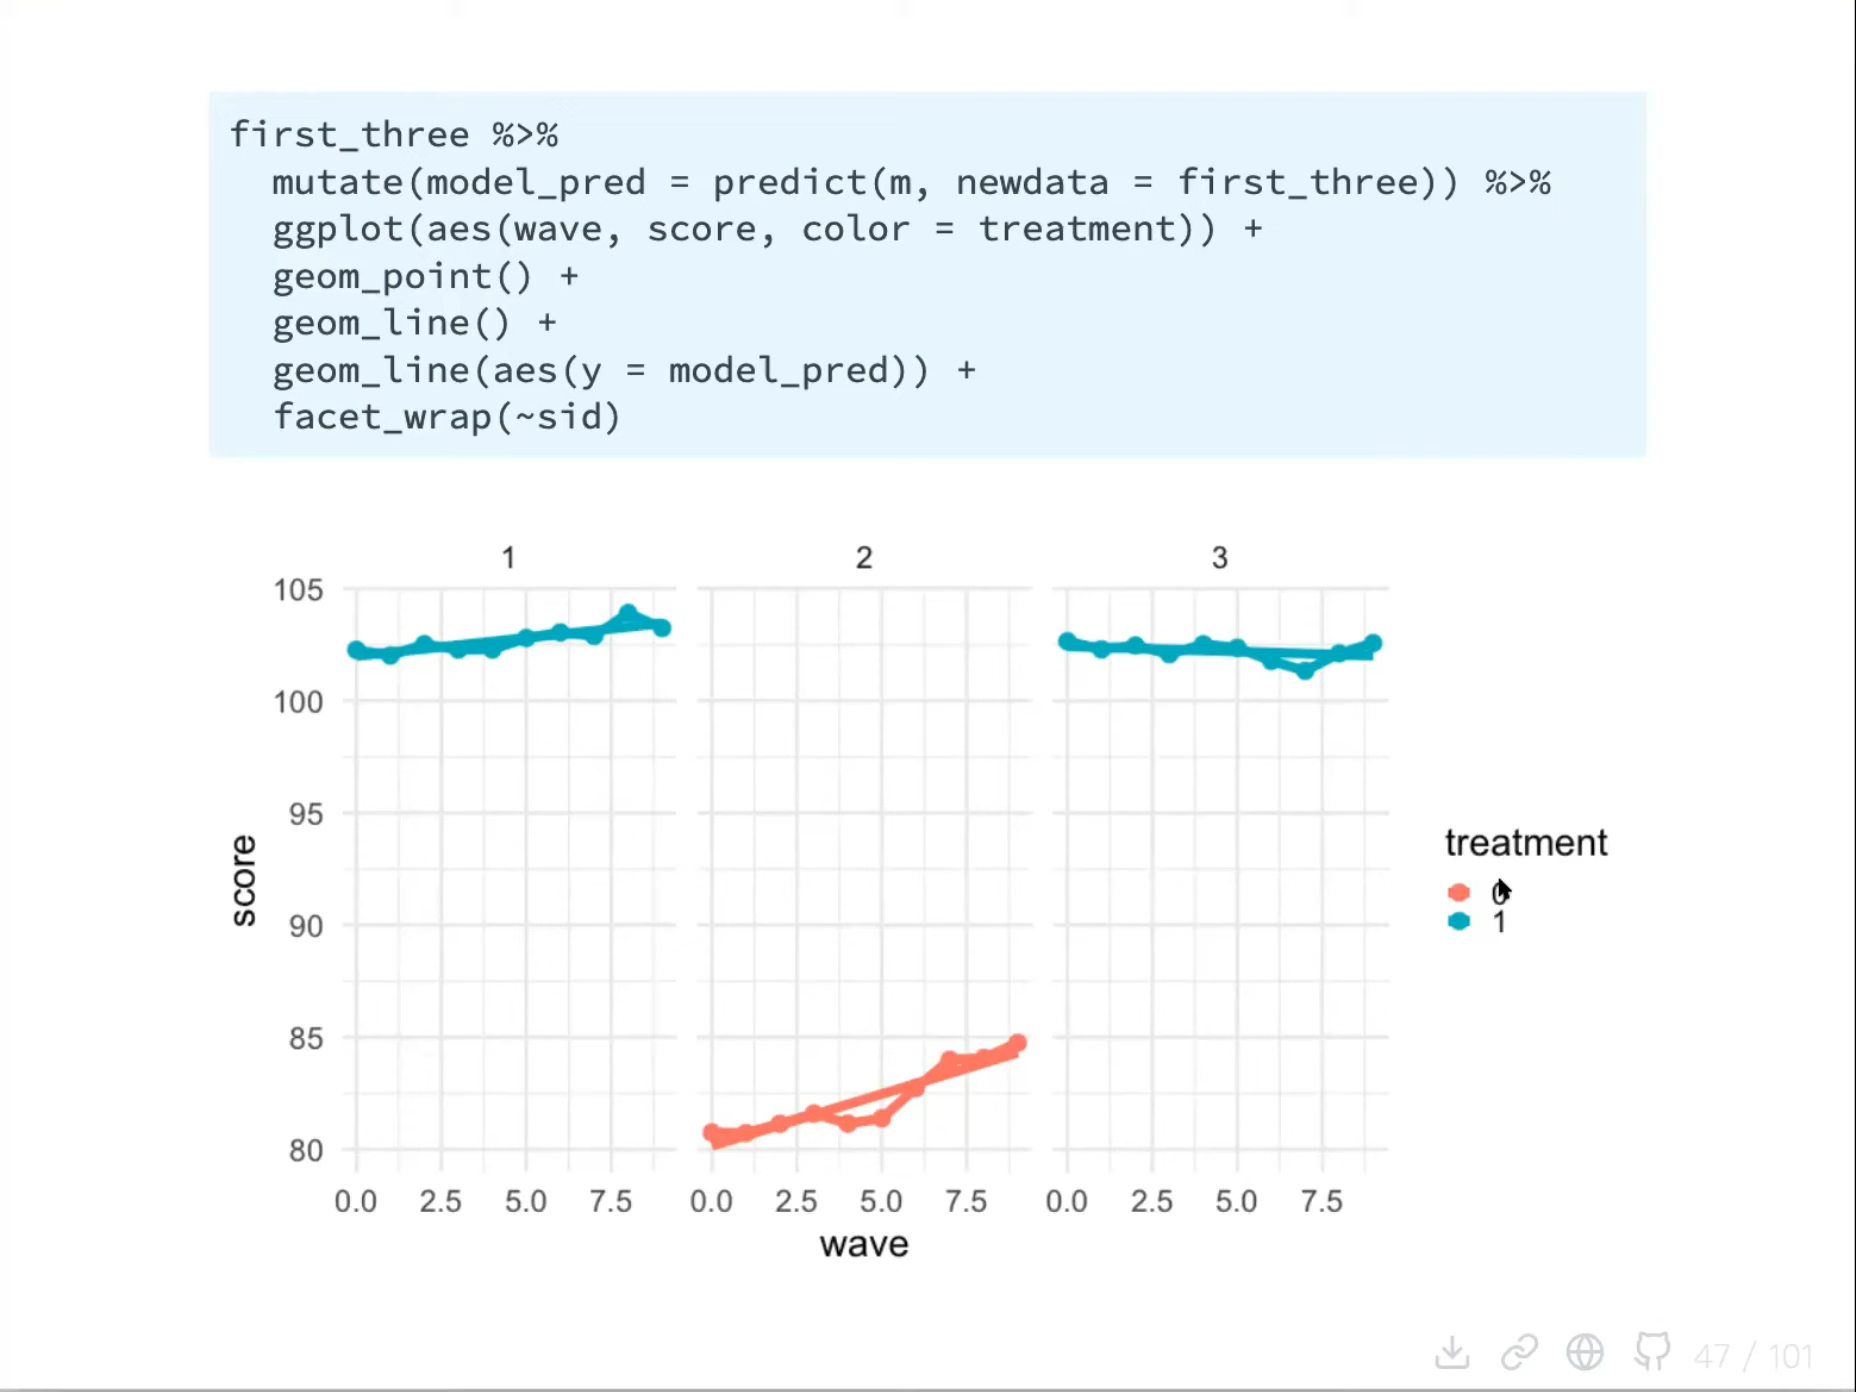 first_three %>%
mutate(model_pred = predict(m, newdata = first_three)) %>%
ggplot(aes(wave, score, color = treatment)) +
geom_point() +
geom_line() +
geom_line(aes(y = model_pred)) +
facet_wrap(~sid)
1 2 3
105
100
95
90
85
80
score
0.0 2.5 5.0 7.5 0.0 2.5 5.0 7.5 0.0 2.5 5.0 7.5
wave
treatment
0
1
47 / 101